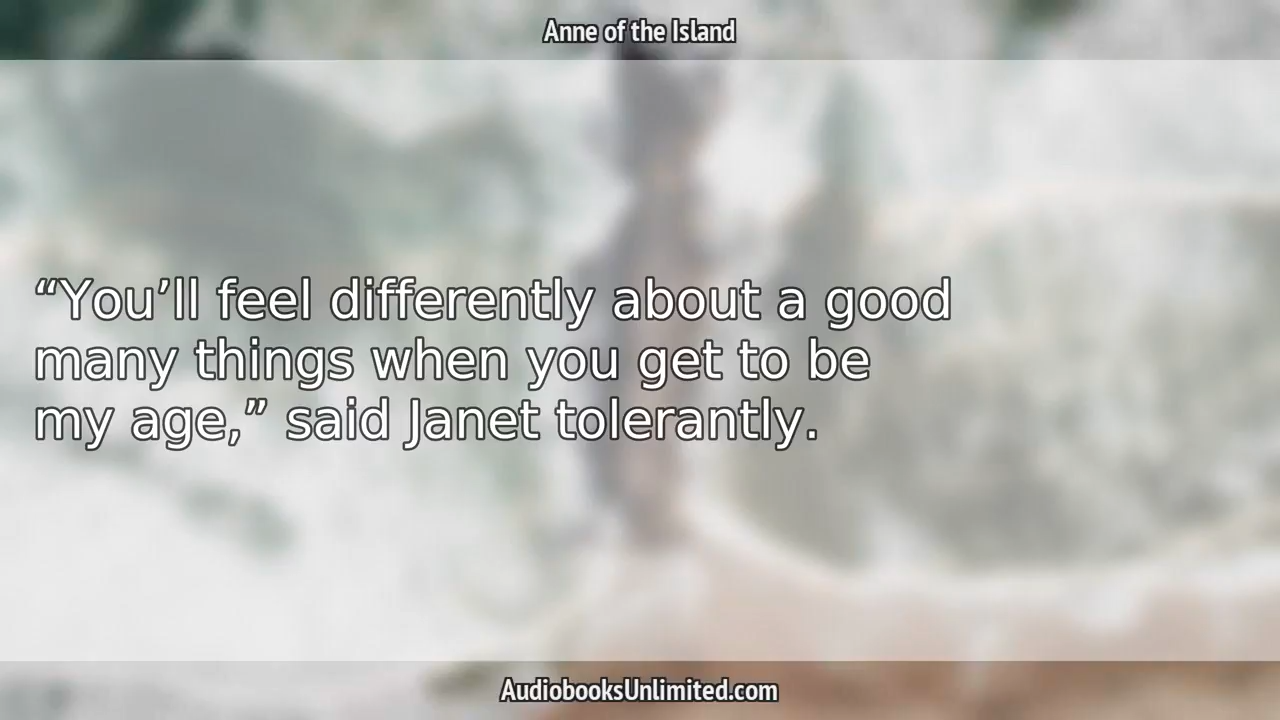 Anne of the Island
“You’ll feel differently about a good
many things when you get to be
my age,” said Janet tolerantly.
AudiobooksUnlimited.com